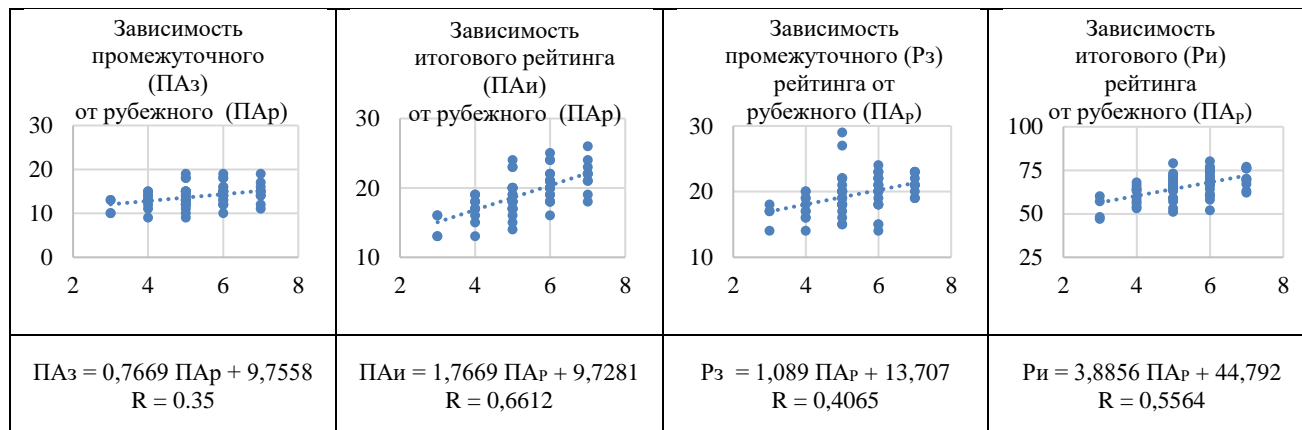 Зависимость
промежуточного
(ПАз)
от рубежного (ПАр)
30
20
10
0
2 4 6 8
Зависимость
итогового рейтинга
(ПАи)
от рубежного (ПАр)
30
20
10
2 4 6 8
Зависимость
промежуточного (Рз)
рейтинга от
рубежного (ПАР)
30
20
10
2 4 6 8
Зависимость
итогового (Ри)
рейтинга
от рубежного (ПАР)
100
75
50
25
2 4 6 8
ПАз = 0,7669 ПАр + 9,7558
R = 0.35
ПАи = 1,7669 ПАР + 9,7281
R = 0,6612
Рз = 1,089 ПАР + 13,707
R = 0,4065
Ри = 3,8856 ПАР + 44,792
R = 0,5564